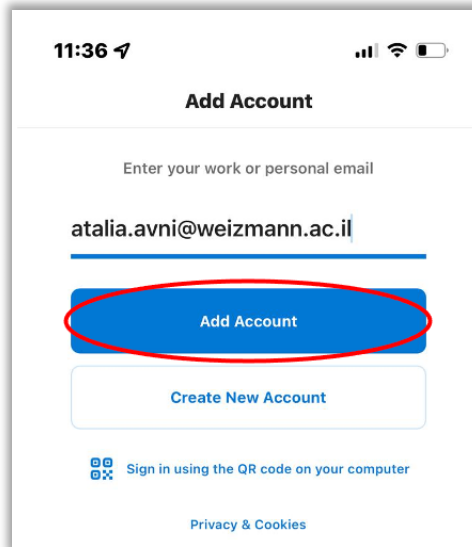 11:36
Add Account
Enter your work or personal email
atalia.avni@weizmann.ac.il
Add Account
Create New Account
Sign in using the QR code on your computer
Privacy & Cookies